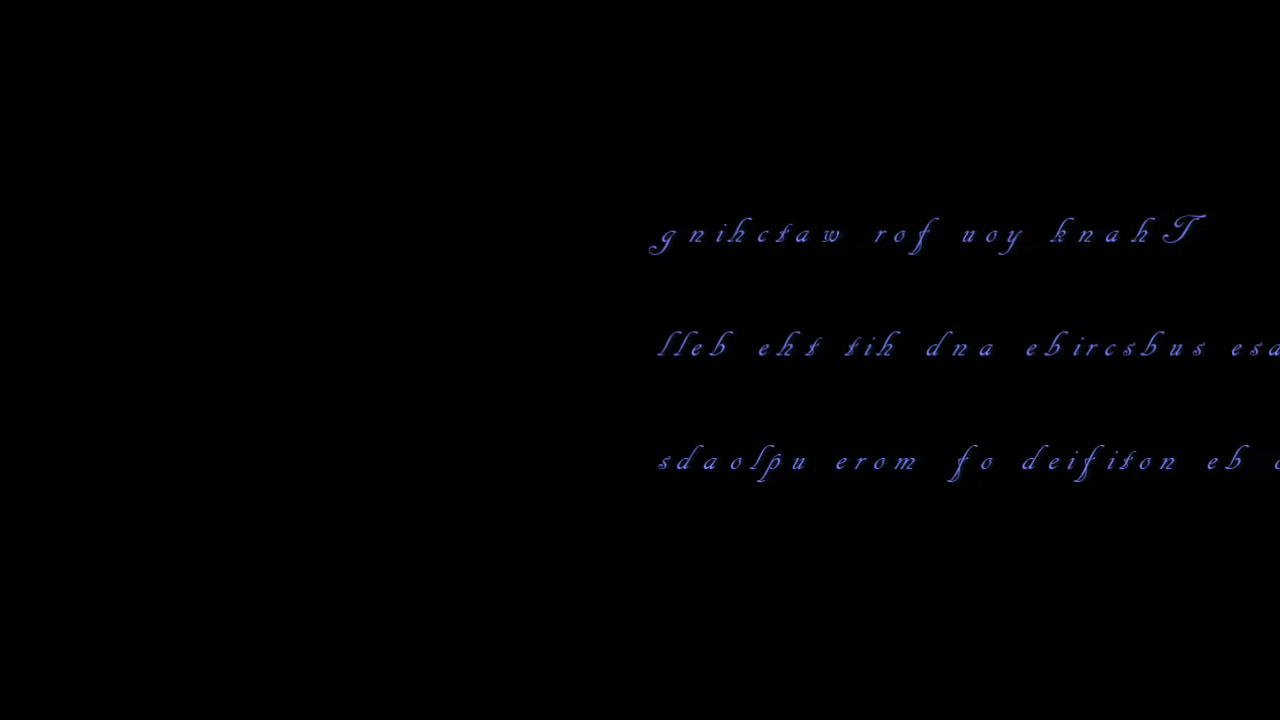 gnihctaw rof uoy knahT
lleb eht tih dna ebircsbus esa
sdaolpu erom fo deifiton eb